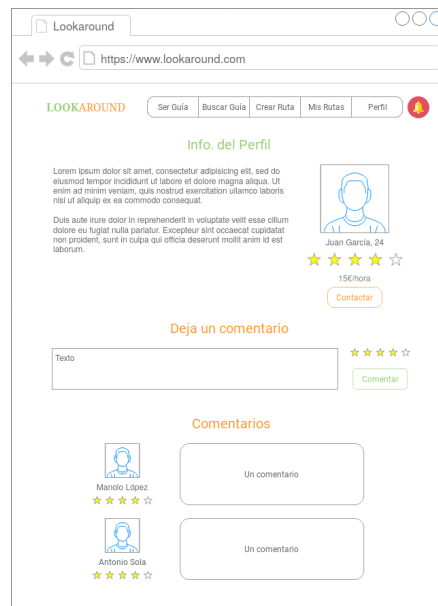 Lookaround
https://www.lookaround.com
LOOKAROUND
Ser Guía
Buscar Guía
Crear Ruta
Mis Rutas
Perfil
Info. del Perfil
Lorem ipsum dolor sit amet, consectetur adipisicing elit, sed do
eiusmod tempor incididunt ut labore et dolore magna aliqua. Ut
enim ad minim veniam, quis nostrud exercitation ullamco laboris
nisi ut aliquip ex ea commodo consequat.
Duis aute irure dolor in reprehenderit in voluptate velit esse cillum
dolore eu fugiat nulla pariatur. Excepteur sint occaecat cupidatat
non proident, sunt in culpa qui officia deserunt mollit anim id est
laborum.
Juan García, 24
15€/hora
Contactar
Deja un comentario
Texto
Comentar
Comentarios
Manolo López
Un comentario
Antonio Sola
Un comentario